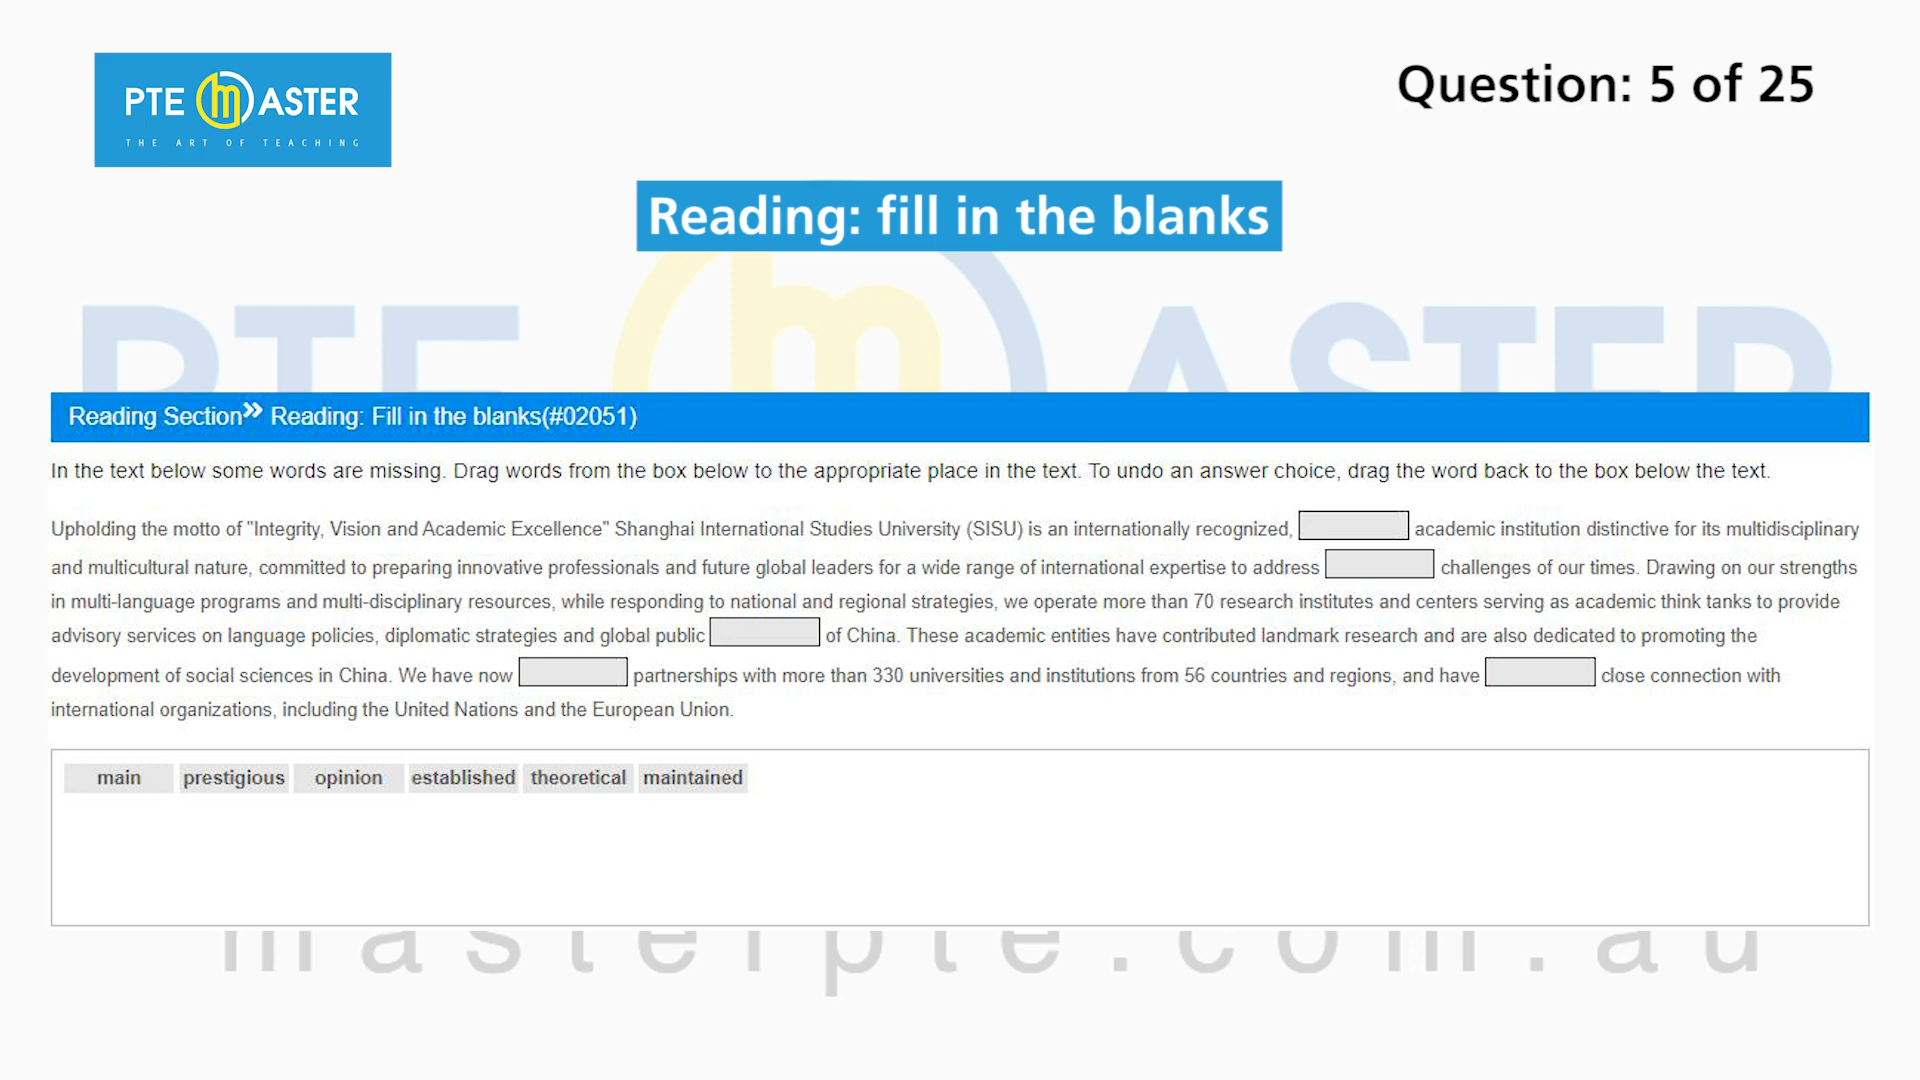 PTE MASTER
THE ART OF TEACHING
Question: 5 of 25
Reading: fill in the blanks
PTE MASTER
Reading Section» Reading: Fill in the blanks(#02051)
In the text below some words are missing. Drag words from the box below to the appropriate place in the text. To undo an answer choice, drag the word back to the box below the text.
Upholding the motto of "Integrity, Vision and Academic Excellence" Shanghai International Studies University (SISU) is an internationally recognized, academic institution distinctive for its multidisciplinary
and multicultural nature, committed to preparing innovative professionals and future global leaders for a wide range of international expertise to address challenges of our times. Drawing on our strengths
in multi-language programs and multi-disciplinary resources, while responding to national and regional strategies, we operate more than 70 research institutes and centers serving as academic think tanks to provide
advisory services on language policies, diplomatic strategies and global public of China. These academic entities have contributed landmark research and are also dedicated to promoting the
development of social sciences in China. We have now partnerships with more than 330 universities and institutions from 56 countries and regions, and have close connection with
international organizations, including the United Nations and the European Union.
main prestigious opinion established theoretical maintained
masterpte.com.au